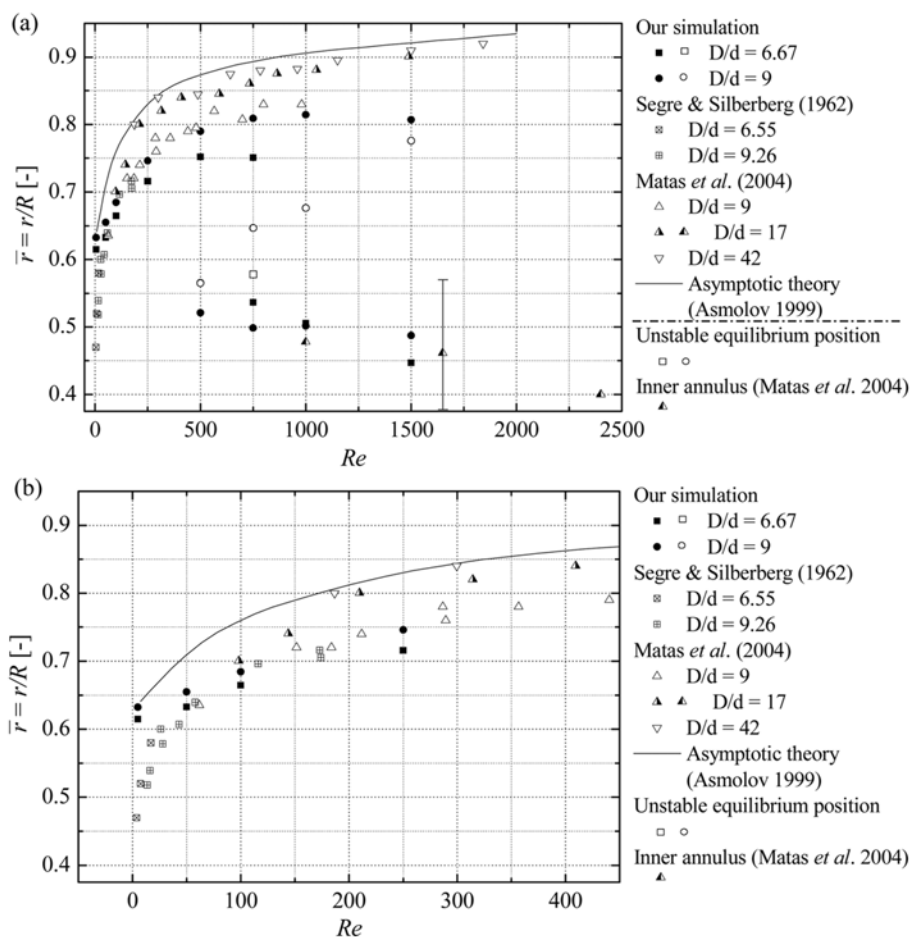 (a)
0.9
0.8
0.7
0.6
0.5
0.4
r̅ = r/R [-]
0 500 1000 1500 2000 2500
Re
Our simulation
D/d = 6.67
D/d = 9
Segre & Silberberg (1962)
D/d = 6.55
D/d = 9.26
Matas et al. (2004)
D/d = 9
D/d = 17
D/d = 42
Asymptotic theory
(Asmolov 1999)
Unstable equilibrium position
Inner annulus (Matas et al. 2004)
(b)
0.9
0.8
0.7
0.6
0.5
0.4
r̅ = r/R [-]
0 100 200 300 400
Re
Our simulation
D/d = 6.67
D/d = 9
Segre & Silberberg (1962)
D/d = 6.55
D/d = 9.26
Matas et al. (2004)
D/d = 9
D/d = 17
D/d = 42
Asymptotic theory
(Asmolov 1999)
Unstable equilibrium position
Inner annulus (Matas et al. 2004)